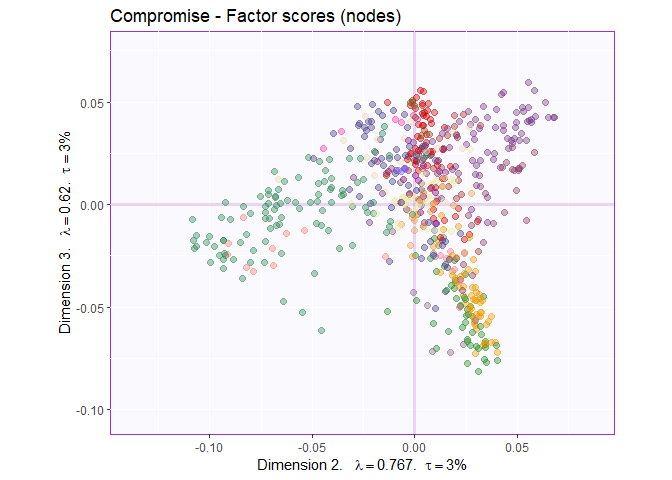 Compromise - Factor scores (nodes)
Dimension 3.  λ = 0.62.  τ = 3%
0.05
0.00
-0.05
-0.10
-0.10
-0.05
0.00
0.05
Dimension 2.   λ = 0.767.  τ = 3%